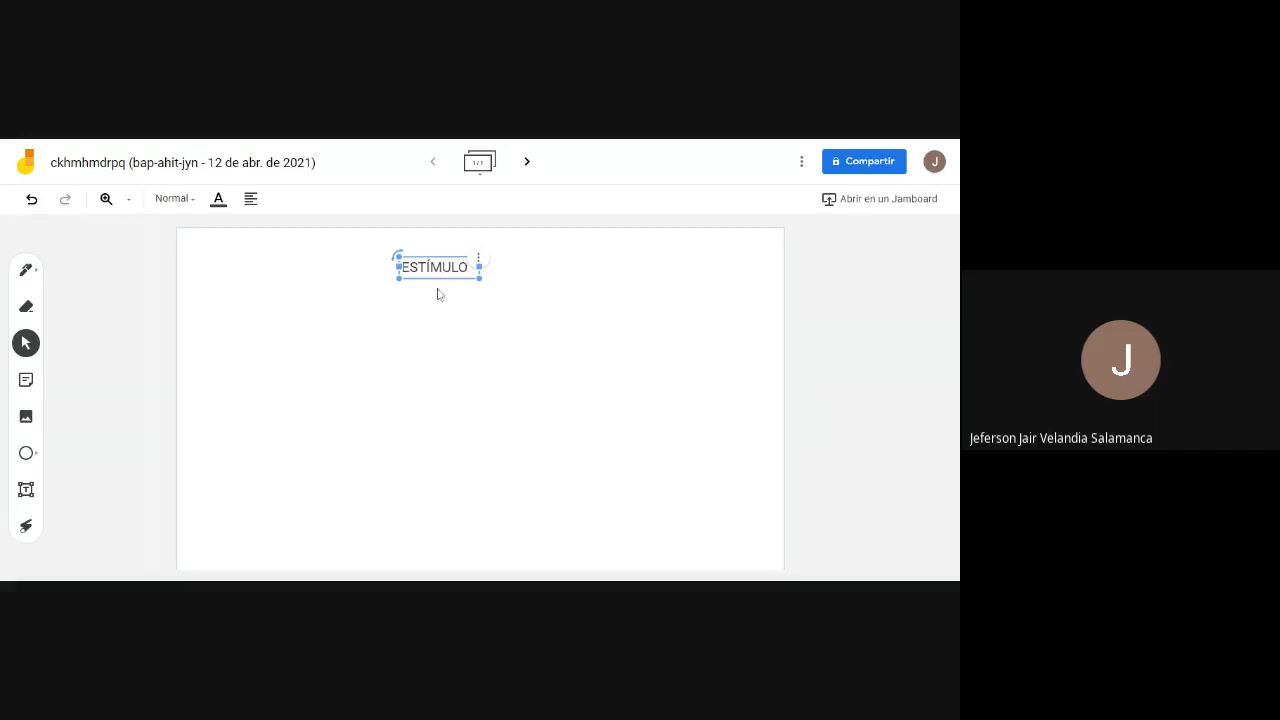 ckhmhmdrpq (bap-ahit-jyn - 12 de abr. de 2021)
1/1
Compartir
J
Normal
A
Abrir en un Jamboard
ESTÍMULO
T
J
Jeferson Jair Velandia Salamanca